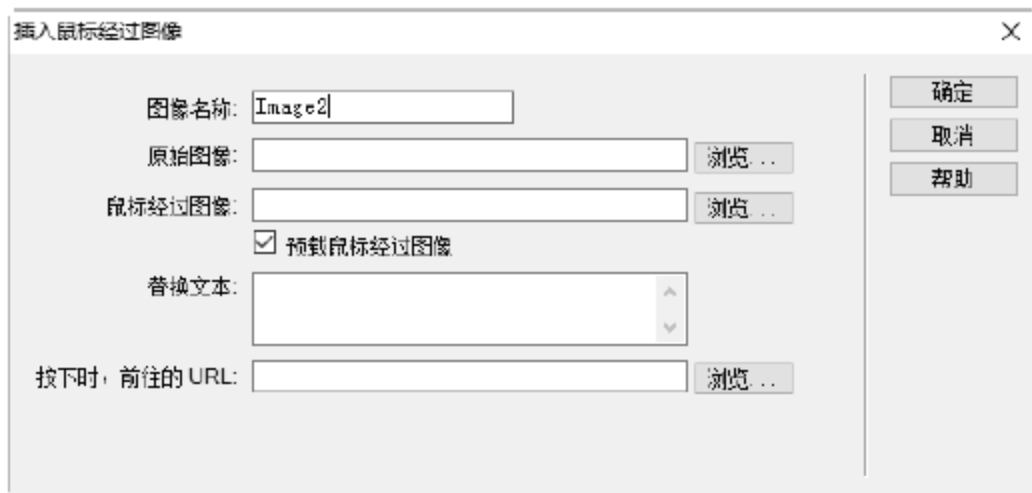 插入鼠标经过图像
图像名称: Image2
确定
原始图像: 浏览...
取消
鼠标经过图像: 浏览...
帮助
预载鼠标经过图像
替换文本:
按下时，前往的 URL: 浏览...